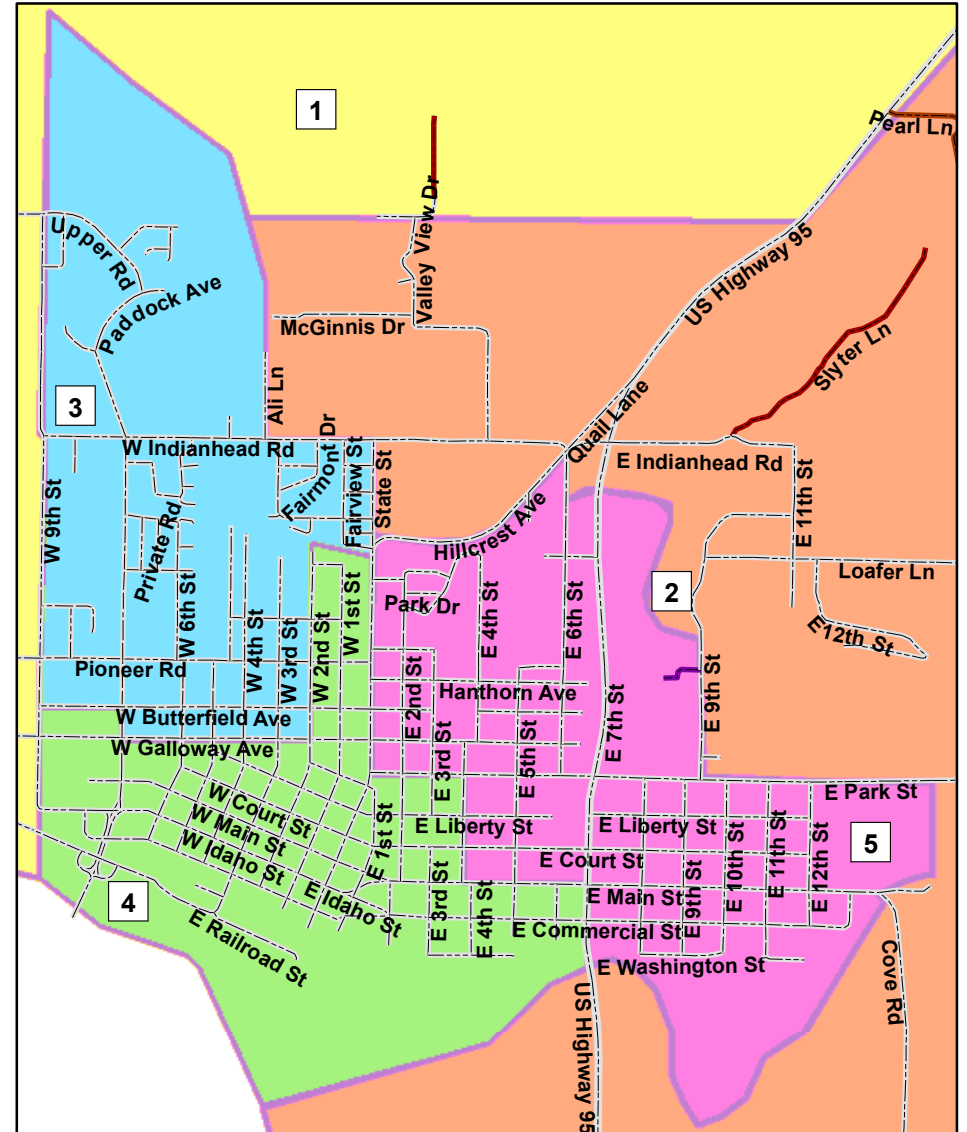 1
Pearl Ln
Upper Rd
Valley View Dr
US Highway 95
Paddock Ave
McGinnis Dr
Slyter Ln
Ali Ln
3
Quail Lane
W Indianhead Rd
Fairmont Dr
Fairview St
State St
E Indianhead Rd
W 9th St
Private Rd
Hillcrest Ave
E 11th St
Loafer Ln
2
Park Dr
E 4th St
E 6th St
E 12th St
W 6th St
W 4th St
W 3rd St
W 2nd St
W 1st St
Pioneer Rd
E 2nd St
Hanthorn Ave
E 9th St
W Butterfield Ave
E 7th St
W Galloway Ave
E 3rd St
E 5th St
E Park St
W Court St
E Liberty St
E Liberty St
W Main St
E 1st St
5
W Idaho St
E Court St
E 10th St
E 11th St
E 12th St
E Main St
E 9th St
4
E Idaho St
E 3rd St
E 4th St
E Commercial St
E Railroad St
E Washington St
Cove Rd
US Highway 95